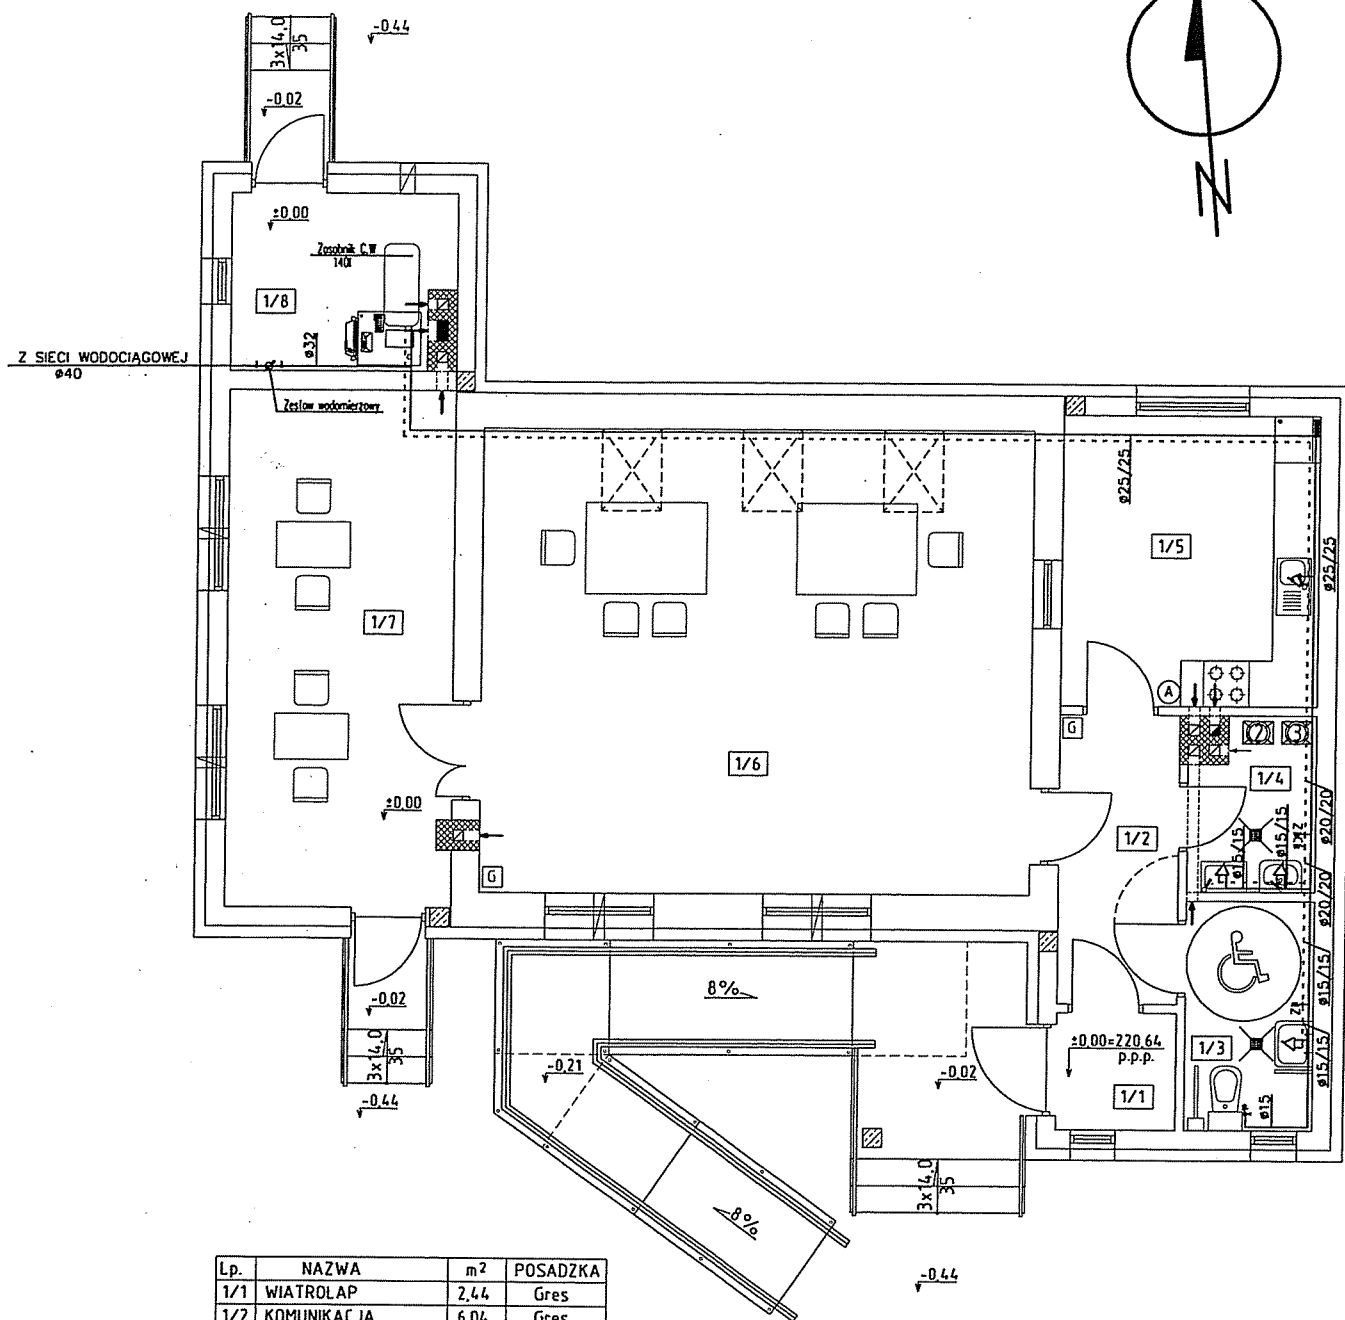 -0.44
3x14,0
35
-0,02
N
±0,00
Zasobnik C.W
140l
1/8
ø32
Z SIECI WODOCIĄGOWEJ
ø40
Zestaw wodomierzowy
ø25/25
1/5
ø25/25
1/7
A
G
1/6
1/4
±0,00
1/2
ø15/15
ø15/15
ø20/20
G
ø20/20
8%
ø15/15
-0,02
3x14,0
35
±0,00=220,64
p.p.p.
1/3
-0,21
-0,02
ø15/15
-0,44
1/1
ø15
3x14,0
35
8%
-0,44
Lp. NAZWA m² POSADZKA
1/1 WIATROLAP 2,44 Gres
1/2 KOMUNIKACJA 6,04 Gres